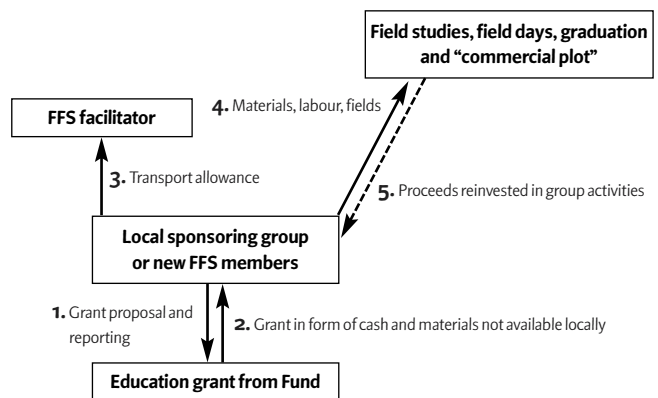 Field studies, field days, graduation
and “commercial plot”
4. Materials, labour, fields
FFS facilitator
3. Transport allowance
5. Proceeds reinvested in group activities
Local sponsoring group
or new FFS members
1. Grant proposal and
reporting
2. Grant in form of cash and materials not available locally
Education grant from Fund